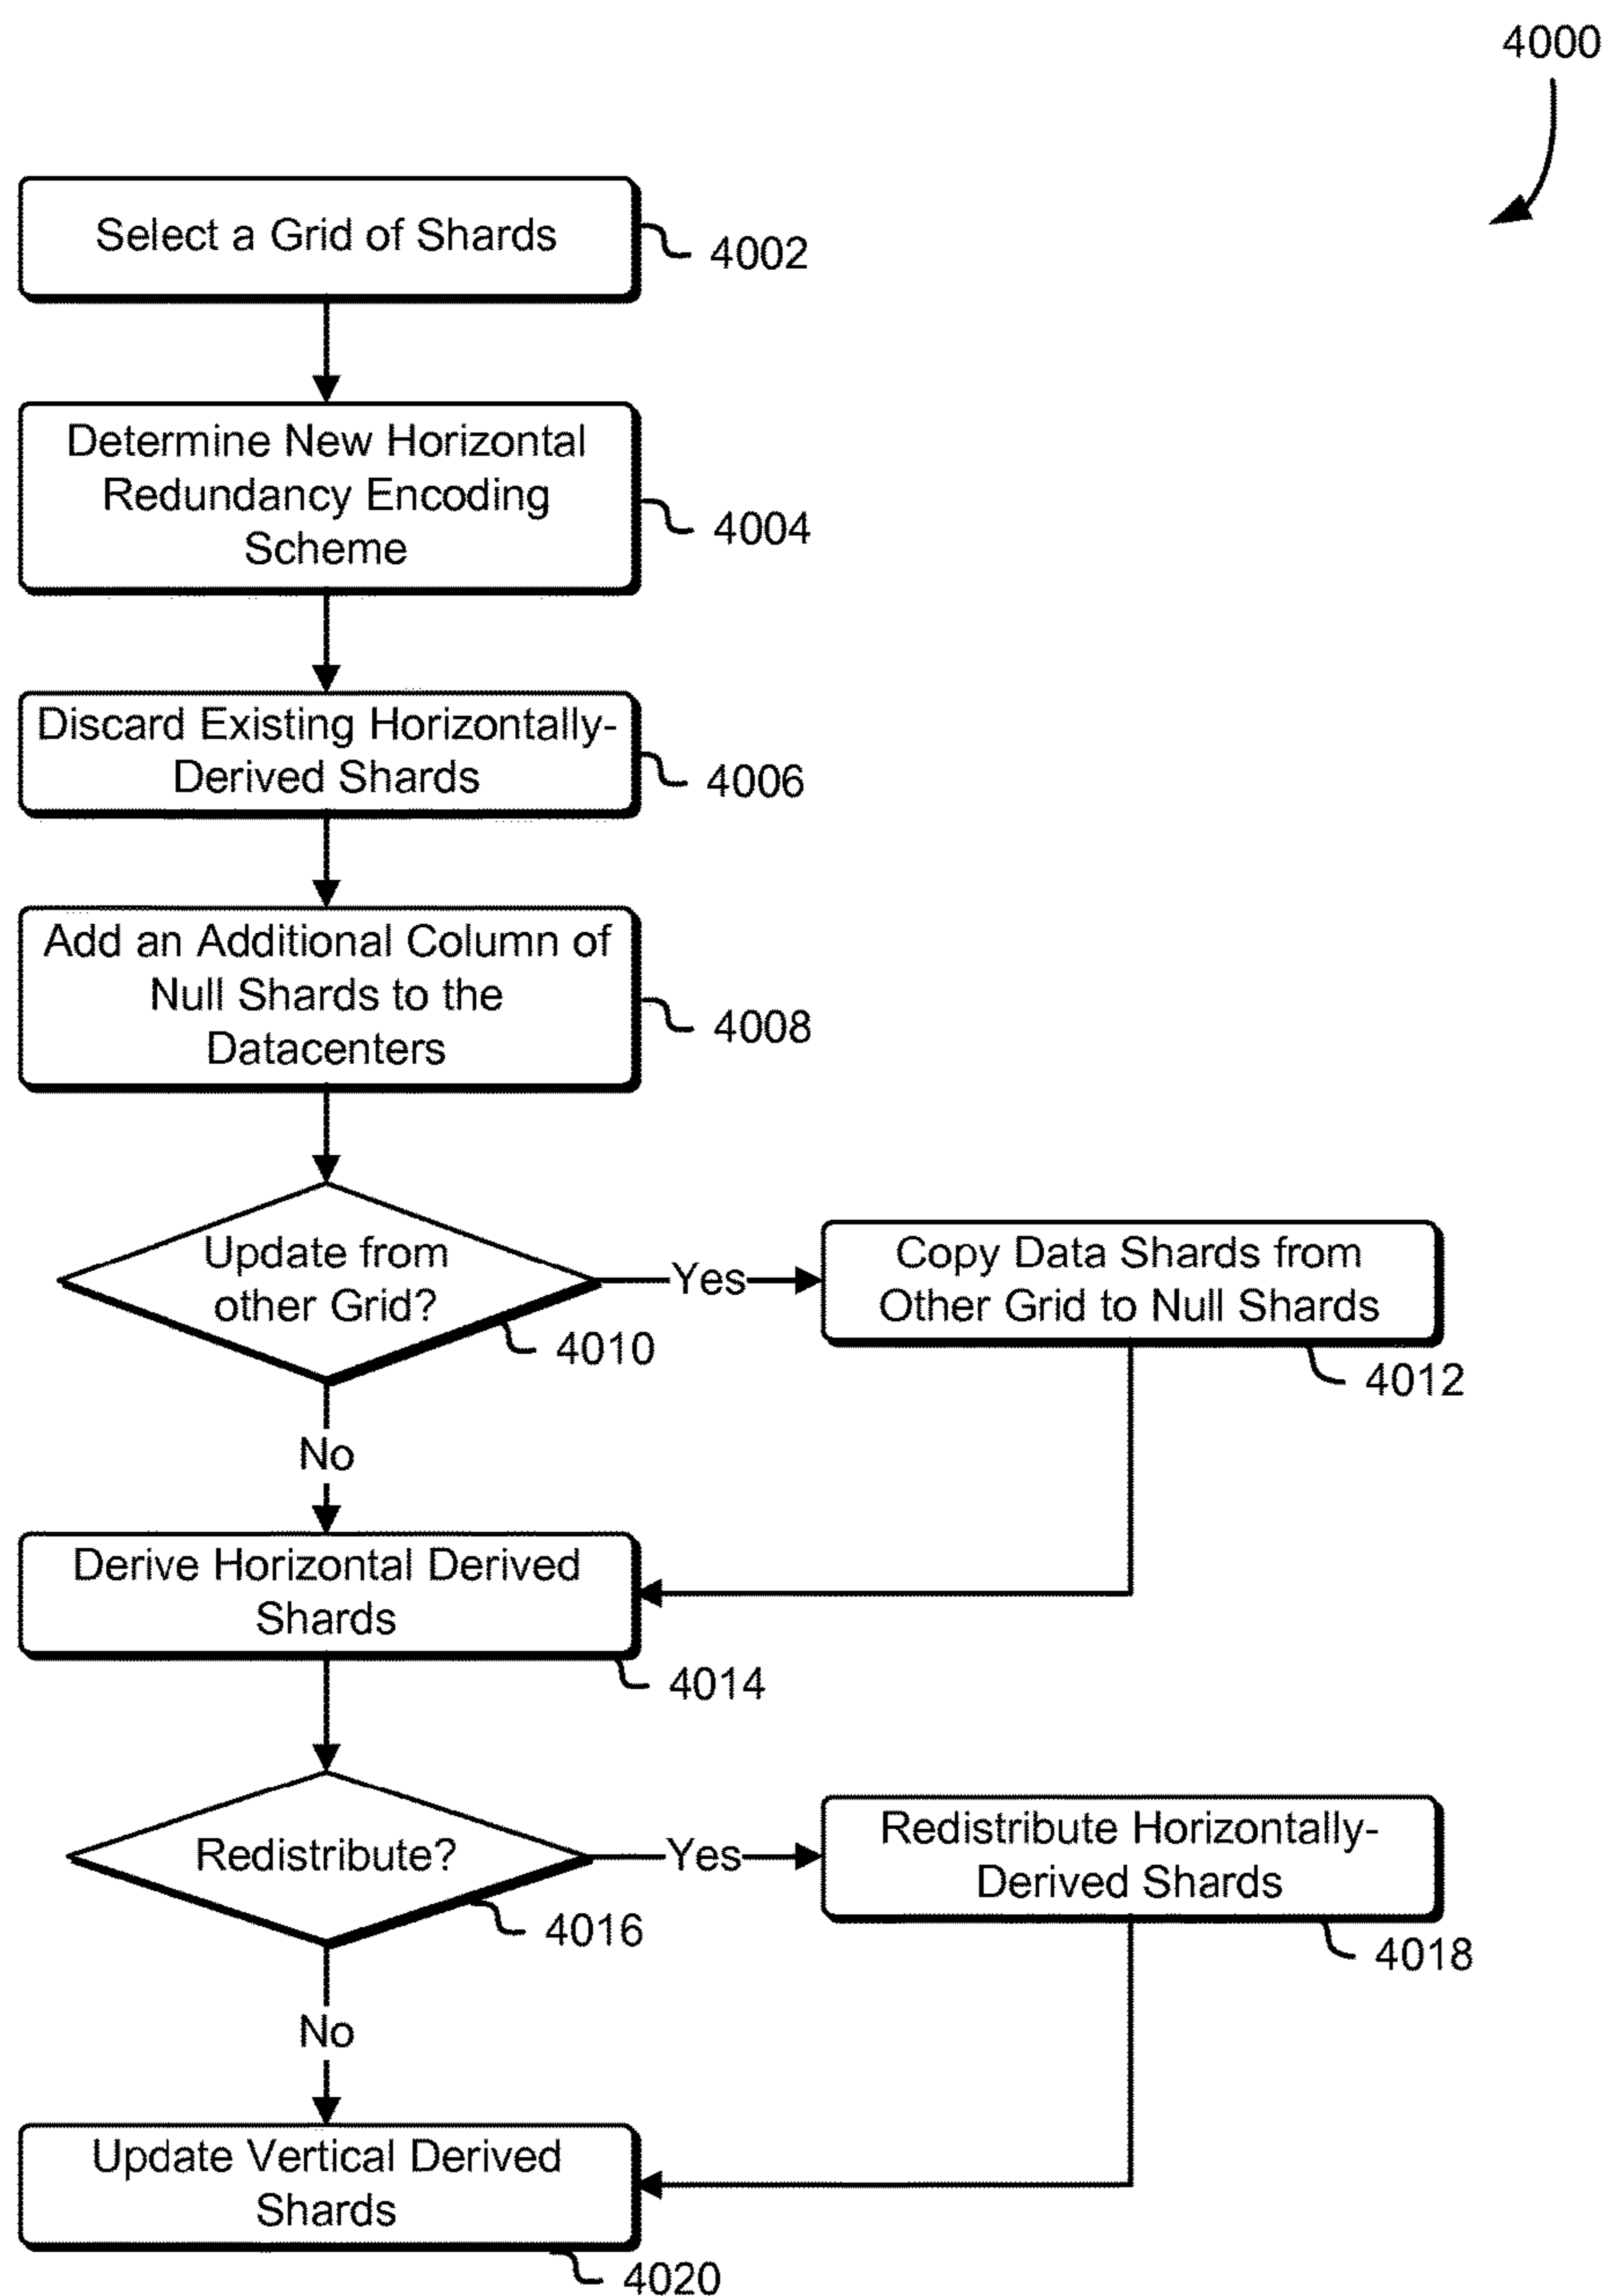 4000
Select a Grid of Shards
4002
Determine New Horizontal
Redundancy Encoding
Scheme
4004
Discard Existing Horizontally-
Derived Shards
4006
Add an Additional Column of
Null Shards to the
Datacenters
4008
Update from
other Grid?
4010
Yes
Copy Data Shards from
Other Grid to Null Shards
4012
No
Derive Horizontal Derived
Shards
4014
Redistribute?
4016
Yes
Redistribute Horizontally-
Derived Shards
4018
No
Update Vertical Derived
Shards
4020